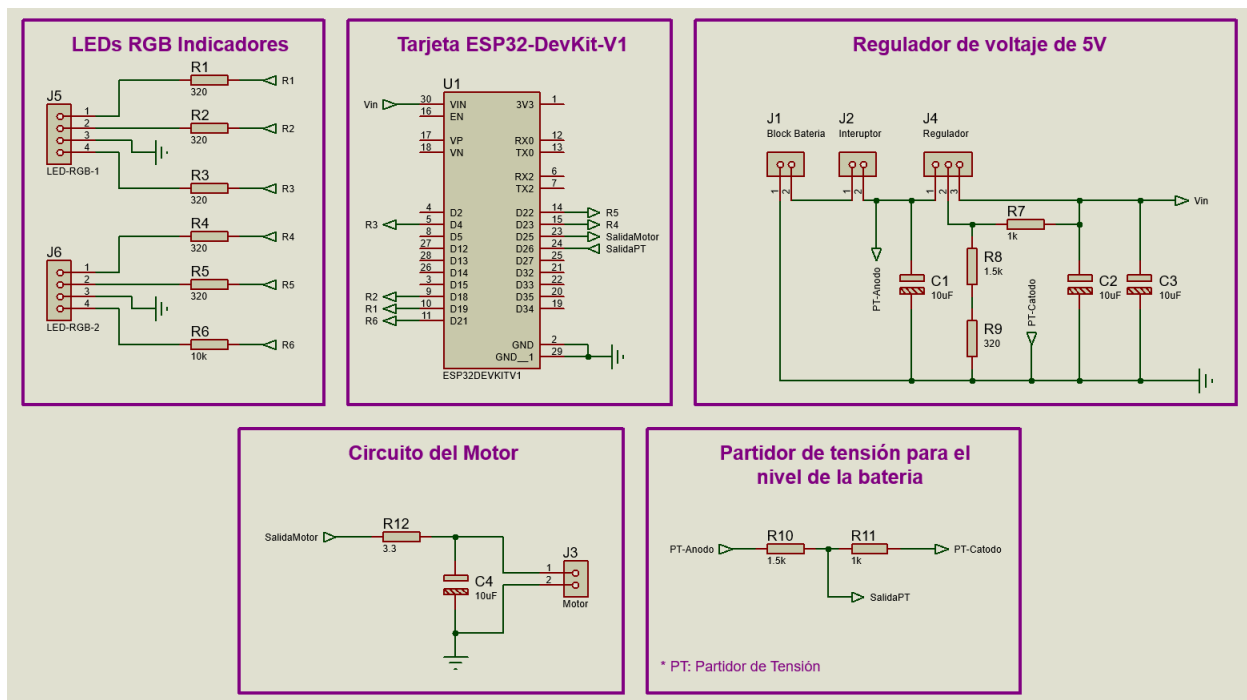 LEDs RGB Indicadores
R1
320
R1
J5
1
2
3
4
LED-RGB-1
R2
320
R2
R3
320
R3
R4
320
R4
J6
1
2
3
4
LED-RGB-2
R5
320
R5
R6
10k
R6
Tarjeta ESP32-DevKit-V1
U1
Vin
30 VIN 3V3 1
16 EN
17 VP RX0 12
18 VN TX0 13
RX2 6
TX2 7
4 D2 D22 14 R5
R3 5 D4 D23 15 R4
8 D5 D25 23 SalidaMotor
27 D12 D26 24 SalidaPT
28 D13 D27 25
26 D14 D32 21
3 D15 D33 22
R2 9 D18 D35 20
R1 10 D19 D34 19
R6 11 D21
GND 2
GND__1 29
ESP32DEVKITV1
Regulador de voltaje de 5V
J1
Block Bateria
1
2
J2
Interuptor
1
2
J4
Regulador
1
2
3
Vin
R7
1k
R8
1.5k
PT-Anodo
C1
10uF
R9
320
PT-Catodo
C2
10uF
C3
10uF
Circuito del Motor
SalidaMotor
R12
3.3
C4
10uF
J3
1
2
Motor
Partidor de tensión para el
nivel de la bateria
PT-Anodo
R10
1.5k
R11
1k
PT-Catodo
SalidaPT
* PT: Partidor de Tensión